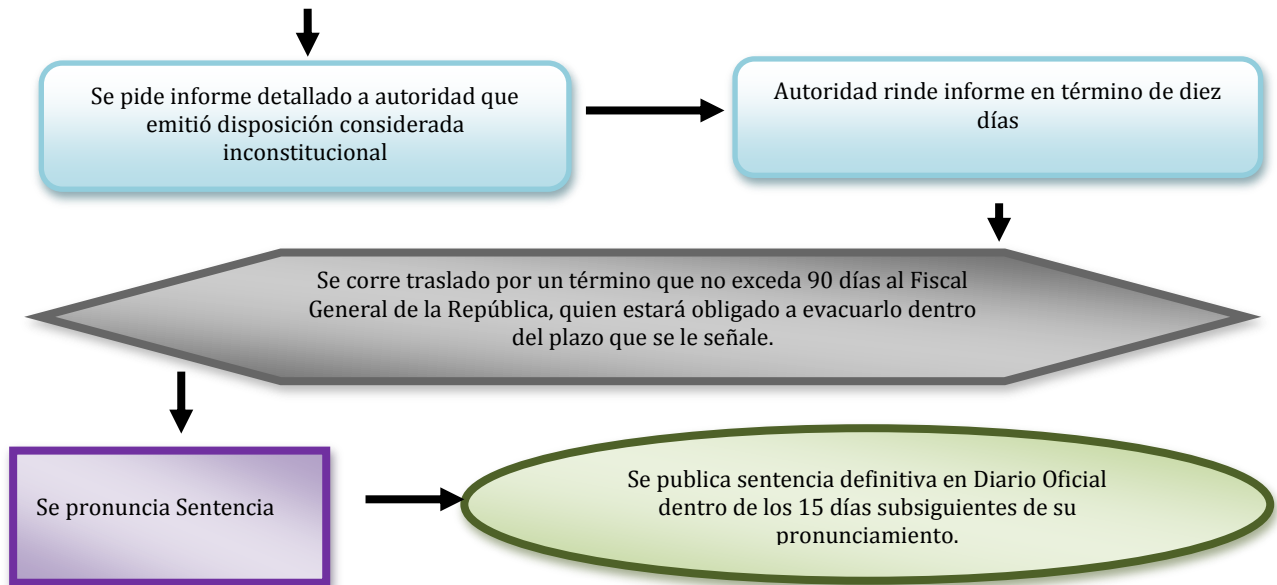 Se pide informe detallado a autoridad que
emitió disposición considerada
inconstitucional
Autoridad rinde informe en término de diez
días
Se corre traslado por un término que no exceda 90 días al Fiscal
General de la República, quien estará obligado a evacuarlo dentro
del plazo que se le señale.
Se pronuncia Sentencia
Se publica sentencia definitiva en Diario Oficial
dentro de los 15 días subsiguientes de su
pronunciamiento.